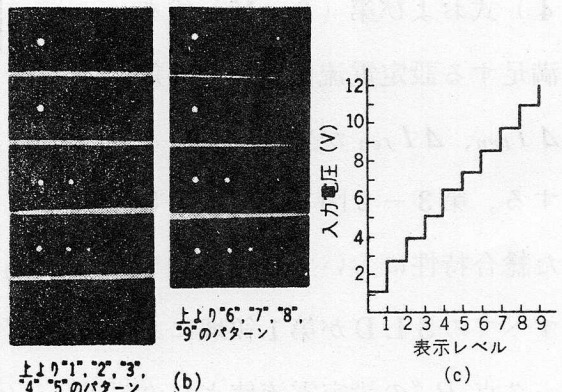 上より"1", "2", "3",
"4", "5"のパターン
上より"6", "7", "8",
"9"のパターン
(b)
入力電圧 (V)
12
10
8
6
4
2
1 2 3 4 5 6 7 8 9
表示レベル
(c)